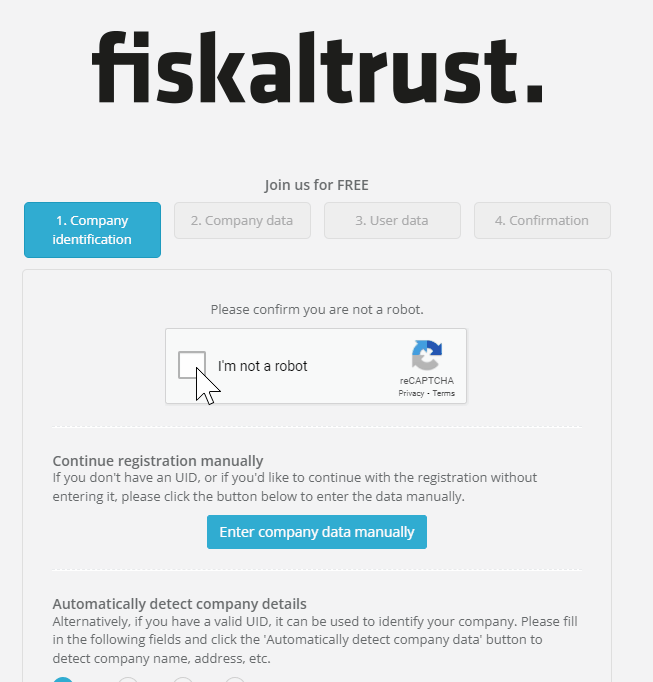 fiskaltrust.
Join us for FREE
1. Company
identification
2. Company data
3. User data
4. Confirmation
Please confirm you are not a robot.
I'm not a robot
reCAPTCHA
Privacy - Terms
Continue registration manually
If you don't have an UID, or if you'd like to continue with the registration without
entering it, please click the button below to enter the data manually.
Enter company data manually
Automatically detect company details
Alternatively, if you have a valid UID, it can be used to identify your company. Please fill
in the following fields and click the 'Automatically detect company data' button to
detect company name, address, etc.